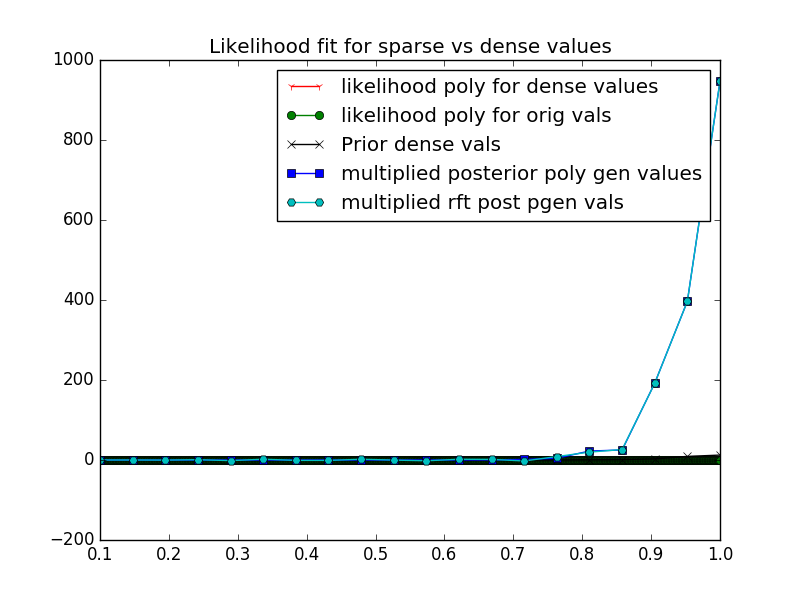 Likelihood fit for sparse vs dense values
1000
800
600
400
200
0
−200
likelihood poly for dense values
likelihood poly for orig vals
Prior dense vals
multiplied posterior poly gen values
multiplied rft post pgen vals
0.1 0.2 0.3 0.4 0.5 0.6 0.7 0.8 0.9 1.0